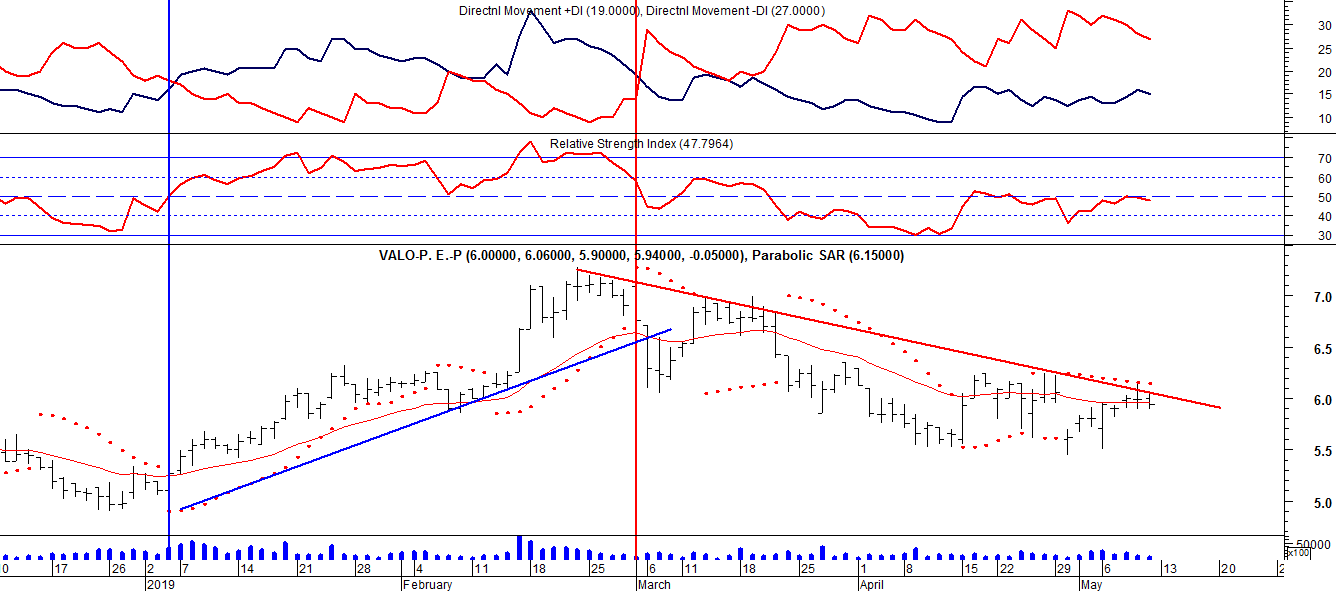 Directnl Movement +DI (19.0000), Directnl Movement -DI (27.0000)
30
25
20
15
10
Relative Strength Index (47.7964)
70
60
50
40
30
VALO-P. E.-P (6.00000, 6.06000, 5.90000, 5.94000, -0.05000), Parabolic SAR (6.15000)
7.0
6.5
6.0
5.5
5.0
50000
x100
0 17 26 2 7 14 21 28 4 11 18 25 6 11 18 25 1 8 15 22 29 6 13 20 2
2019 February March April May